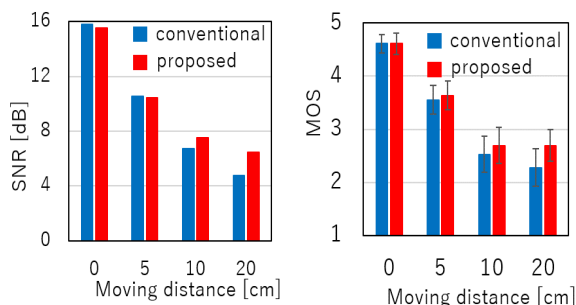 SNR [dB]
16
12
8
4
0
conventional
proposed
0 5 10 20
Moving distance [cm]
MOS
5
4
3
2
1
conventional
proposed
0 5 10 20
Moving distance [cm]